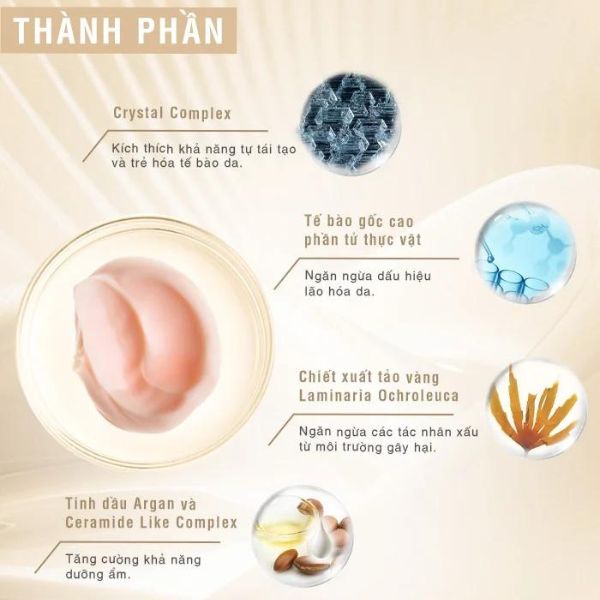 THÀNH PHẦN
Crystal Complex
Kích thích khả năng tự tái tạo
và trẻ hóa tế bào da.
Tế bào gốc cao
phần tử thực vật
Ngăn ngừa dấu hiệu
lão hóa da.
Chiết xuất tảo vàng
Laminaria Ochroleuca
Ngăn ngừa các tác nhân xấu
từ môi trường gây hại.
Tinh dầu Argan và
Ceramide Like Complex
Tăng cường khả năng
dưỡng ẩm.